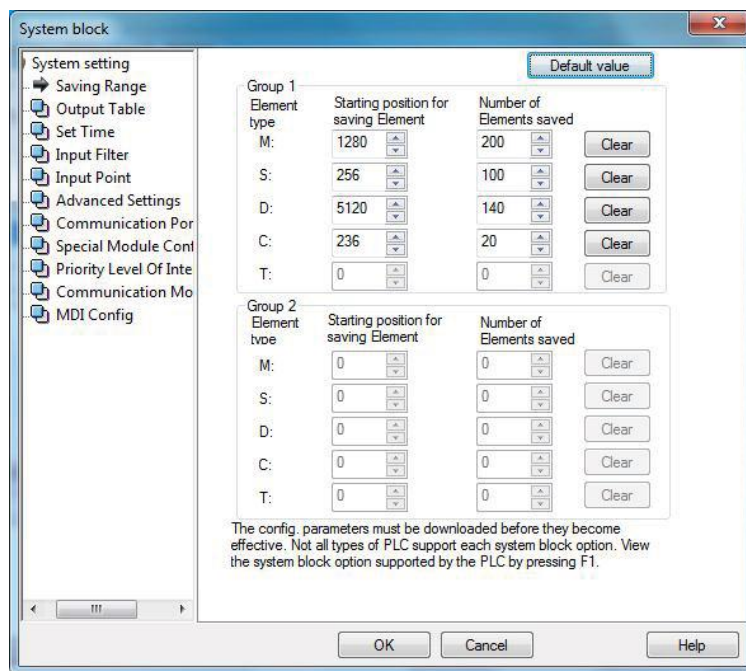 System block
System setting
Saving Range
Output Table
Set Time
Input Filter
Input Point
Advanced Settings
Communication Por
Special Module Conf
Priority Level Of Inte
Communication Mo
MDI Config
Default value
Group 1
Element type
Starting position for saving Element
Number of Elements saved
M: 1280 200 Clear
S: 256 100 Clear
D: 5120 140 Clear
C: 236 20 Clear
T: 0 0 Clear
Group 2
Element type
Starting position for saving Element
Number of Elements saved
M: 0 0 Clear
S: 0 0 Clear
D: 0 0 Clear
C: 0 0 Clear
T: 0 0 Clear
The config. parameters must be downloaded before they become
effective. Not all types of PLC support each system block option. View
the system block option supported by the PLC by pressing F1.
OK Cancel Help